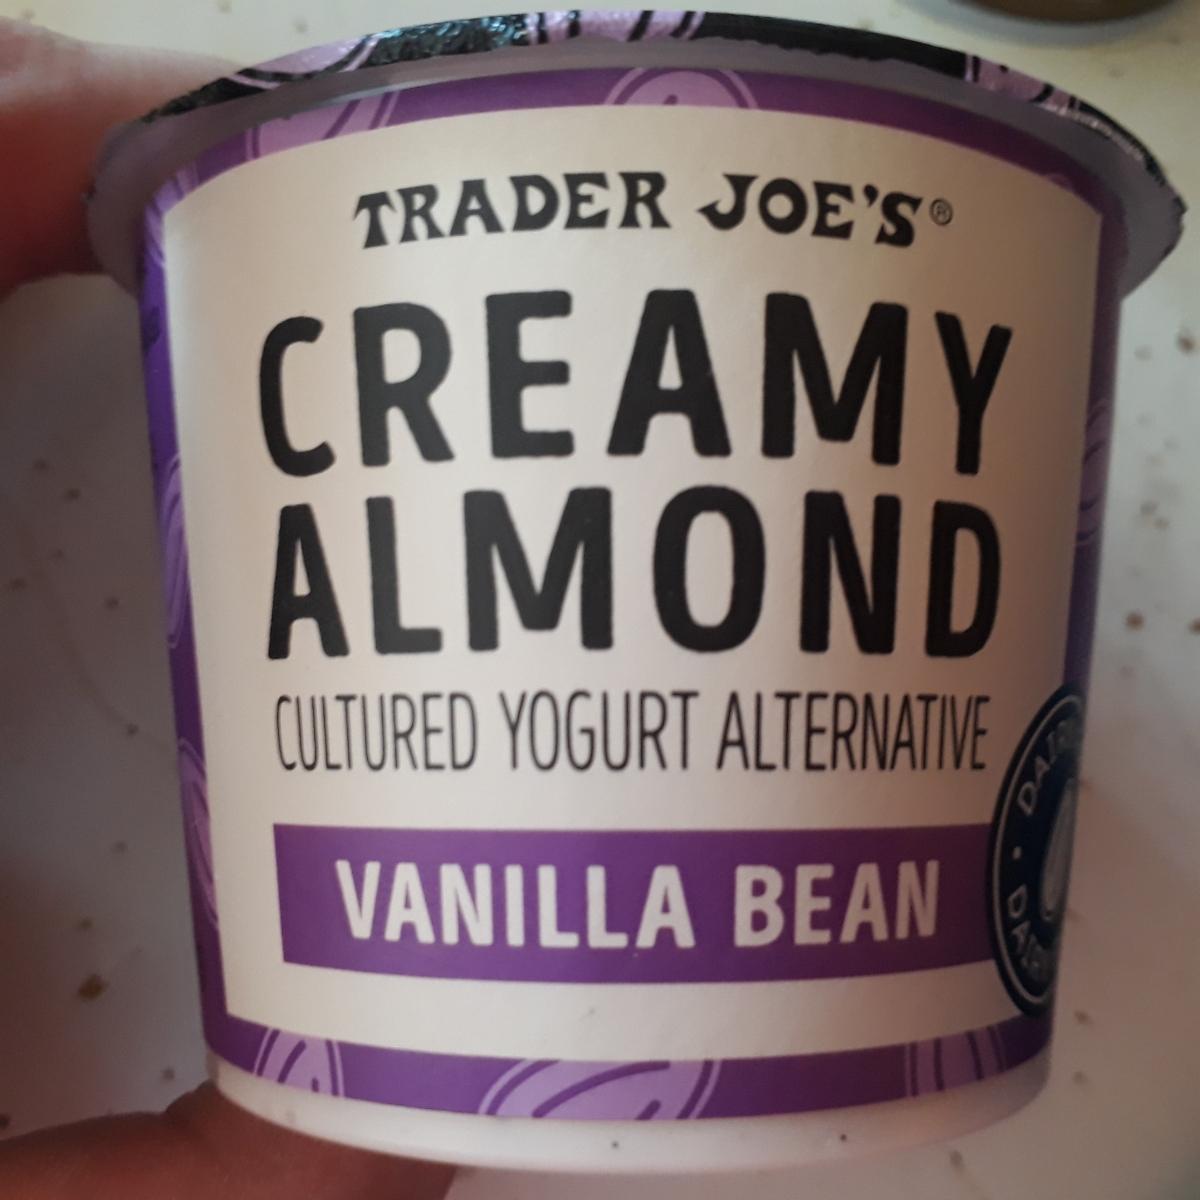 TRADER JOE'S®
CREAMY
ALMOND
CULTURED YOGURT ALTERNATIVE
VANILLA BEAN